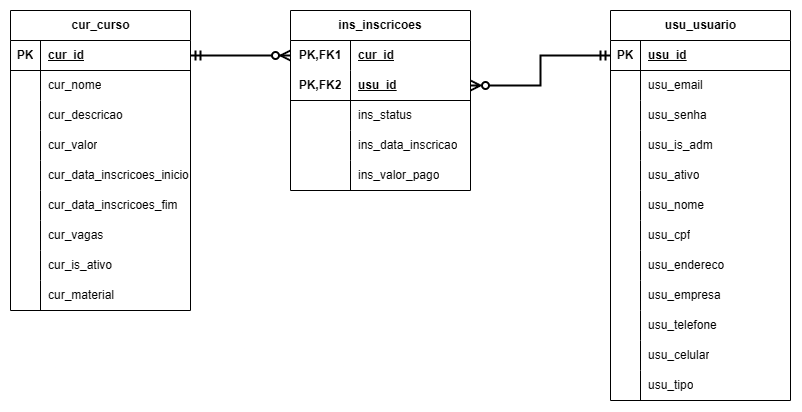 cur_curso
PK cur_id
cur_nome
cur_descricao
cur_valor
cur_data_inscricoes_inicio
cur_data_inscricoes_fim
cur_vagas
cur_is_ativo
cur_material
ins_inscricoes
PK,FK1 cur_id
PK,FK2 usu_id
ins_status
ins_data_inscricao
ins_valor_pago
usu_usuario
PK usu_id
usu_email
usu_senha
usu_is_adm
usu_ativo
usu_nome
usu_cpf
usu_endereco
usu_empresa
usu_telefone
usu_celular
usu_tipo